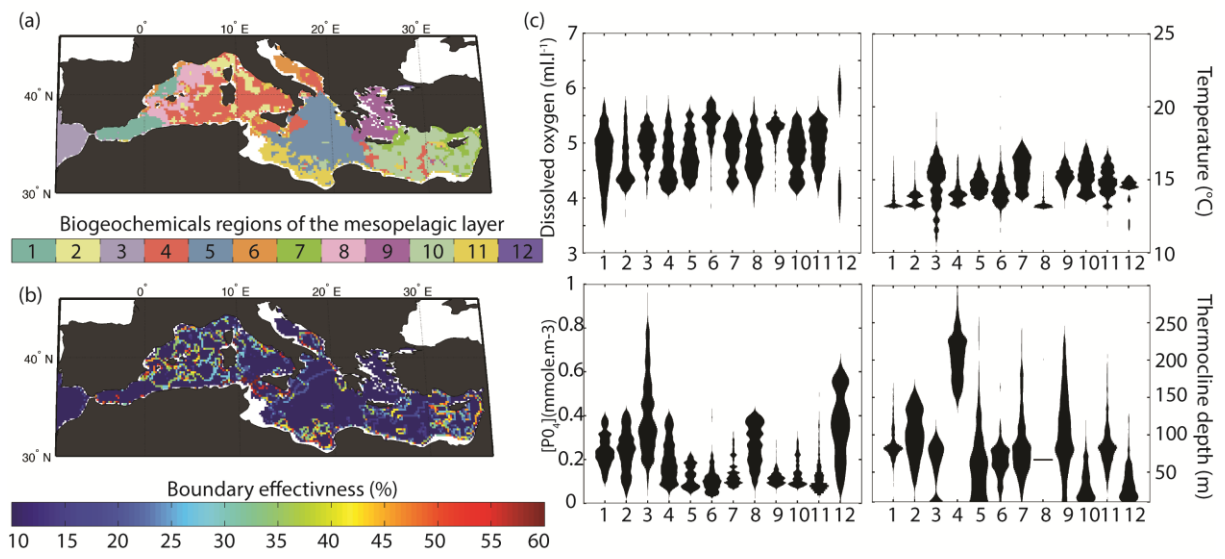 (a)
0° 10° E 20° E 30° E
40° N
30° N
Biogeochemicals regions of the mesopelagic layer
1 2 3 4 5 6 7 8 9 10 11 12
(b)
0° 10° E 20° E 30° E
40° N
30° N
Boundary effectivness (%)
10 15 20 25 30 35 40 45 50 55 60
(c)
Dissolved oxygen (ml.l⁻¹)
7
6
5
4
3
1 2 3 4 5 6 7 8 9 10 11 12
Temperature (°C)
25
20
15
10
1 2 3 4 5 6 7 8 9 10 11 12
[P0₄](mmole.m-3)
1
0.8
0.6
0.4
0.2
0
1 2 3 4 5 6 7 8 9 10 11 12
Thermocline depth (m)
250
200
150
100
50
1 2 3 4 5 6 7 8 9 10 11 12